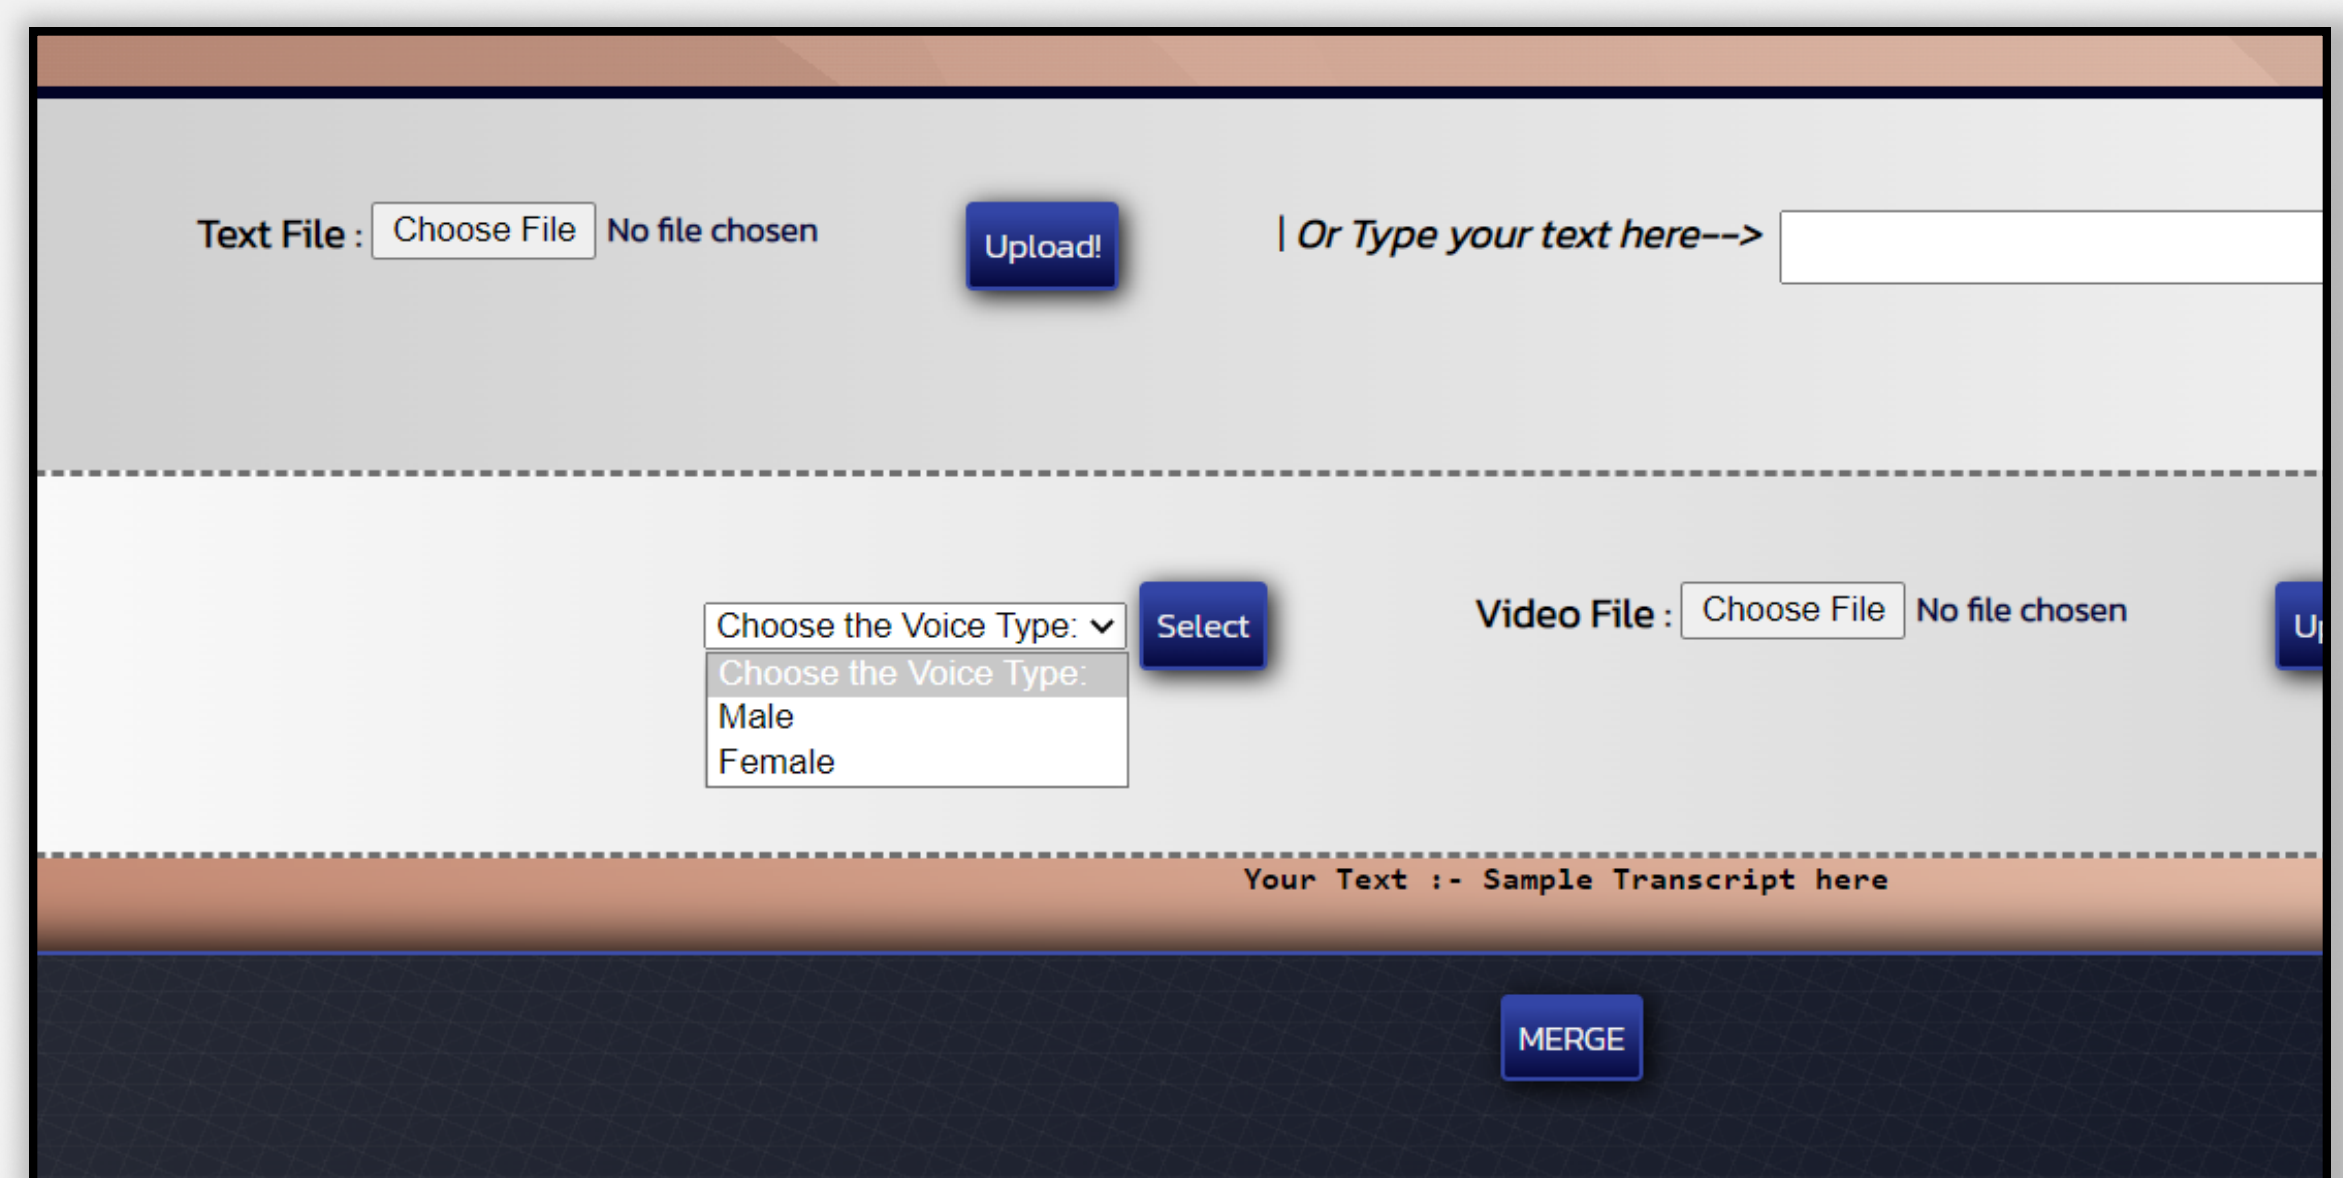 Text File : Choose File No file chosen Upload! | Or Type your text here-->
Choose the Voice Type: Select Video File : Choose File No file chosen
Choose the Voice Type:
Male
Female
Your Text :- Sample Transcript here
MERGE